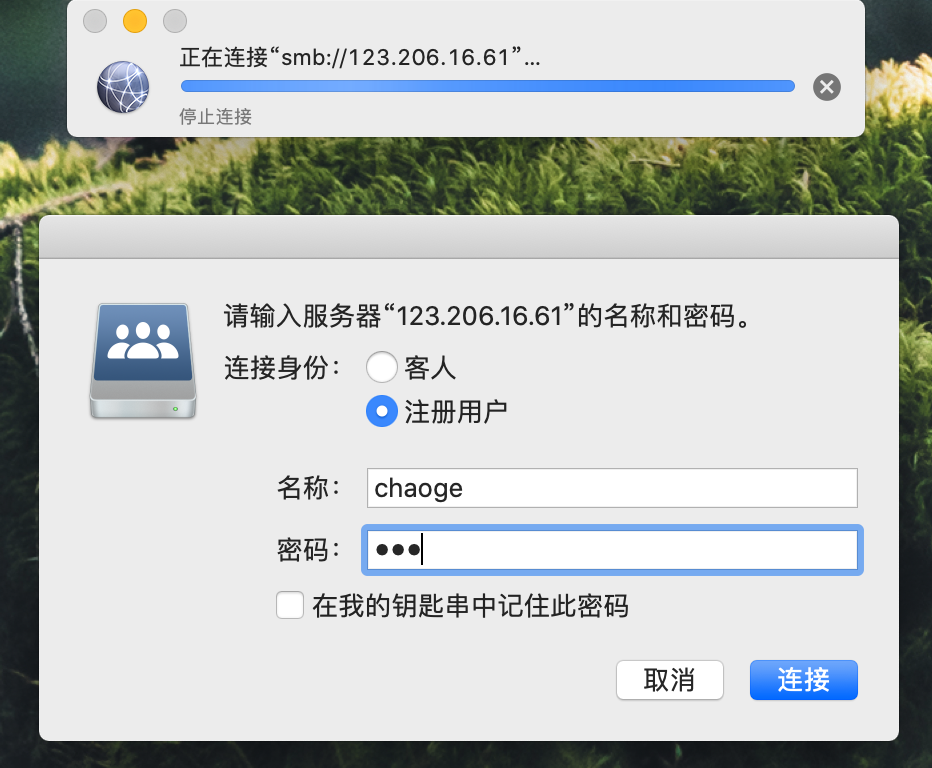 正在连接“smb://123.206.16.61”...
停止连接
请输入服务器“123.206.16.61”的名称和密码。
连接身份： 客人
注册用户
名称： chaoge
密码： •••
在我的钥匙串中记住此密码
取消 连接